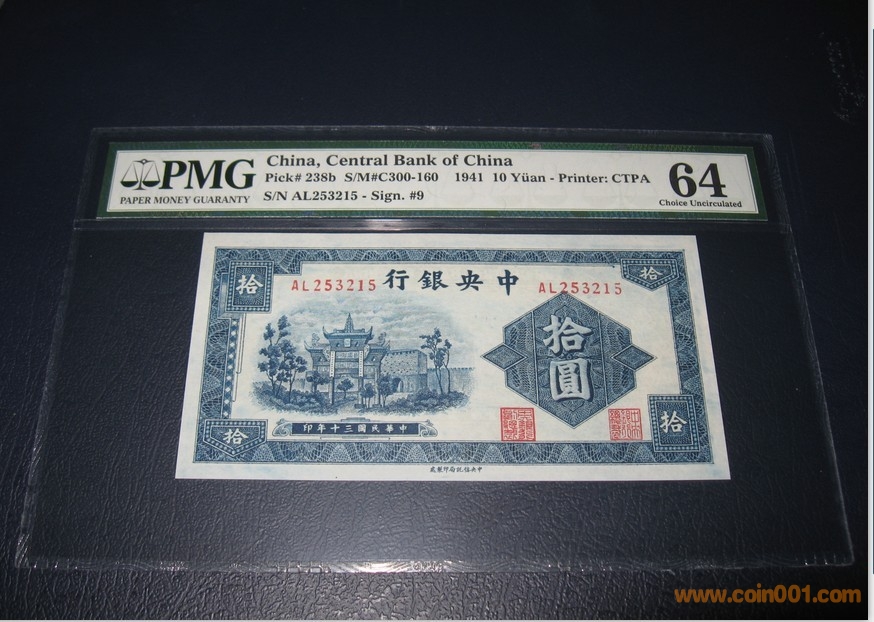 PMG
PAPER MONEY GUARANTY
China, Central Bank of China
Pick# 238b S/M#C300-160 1941 10 Yüan - Printer: CTPA
S/N AL253215 - Sign. #9
64
Choice Uncirculated
拾
拾
AL253215 行銀央中 AL253215
拾圓
印年十三國民華中
拾
拾
www.coin001.com